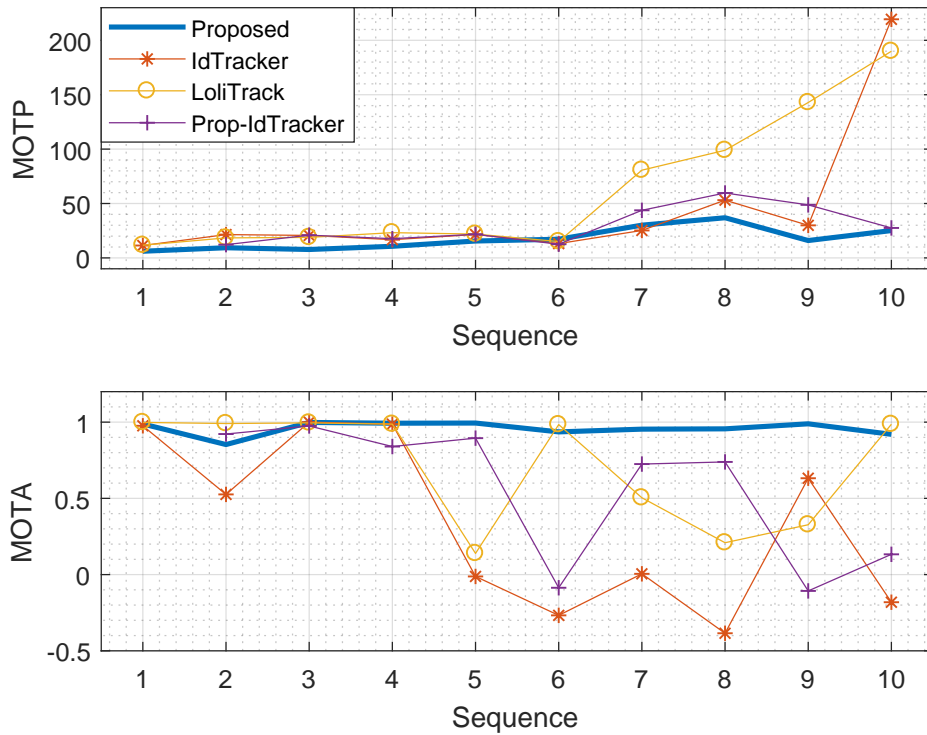 200
150
100
50
0
MOTP
Proposed
IdTracker
LoliTrack
Prop-IdTracker
1 2 3 4 5 6 7 8 9 10
Sequence
1
0.5
0
-0.5
MOTA
1 2 3 4 5 6 7 8 9 10
Sequence